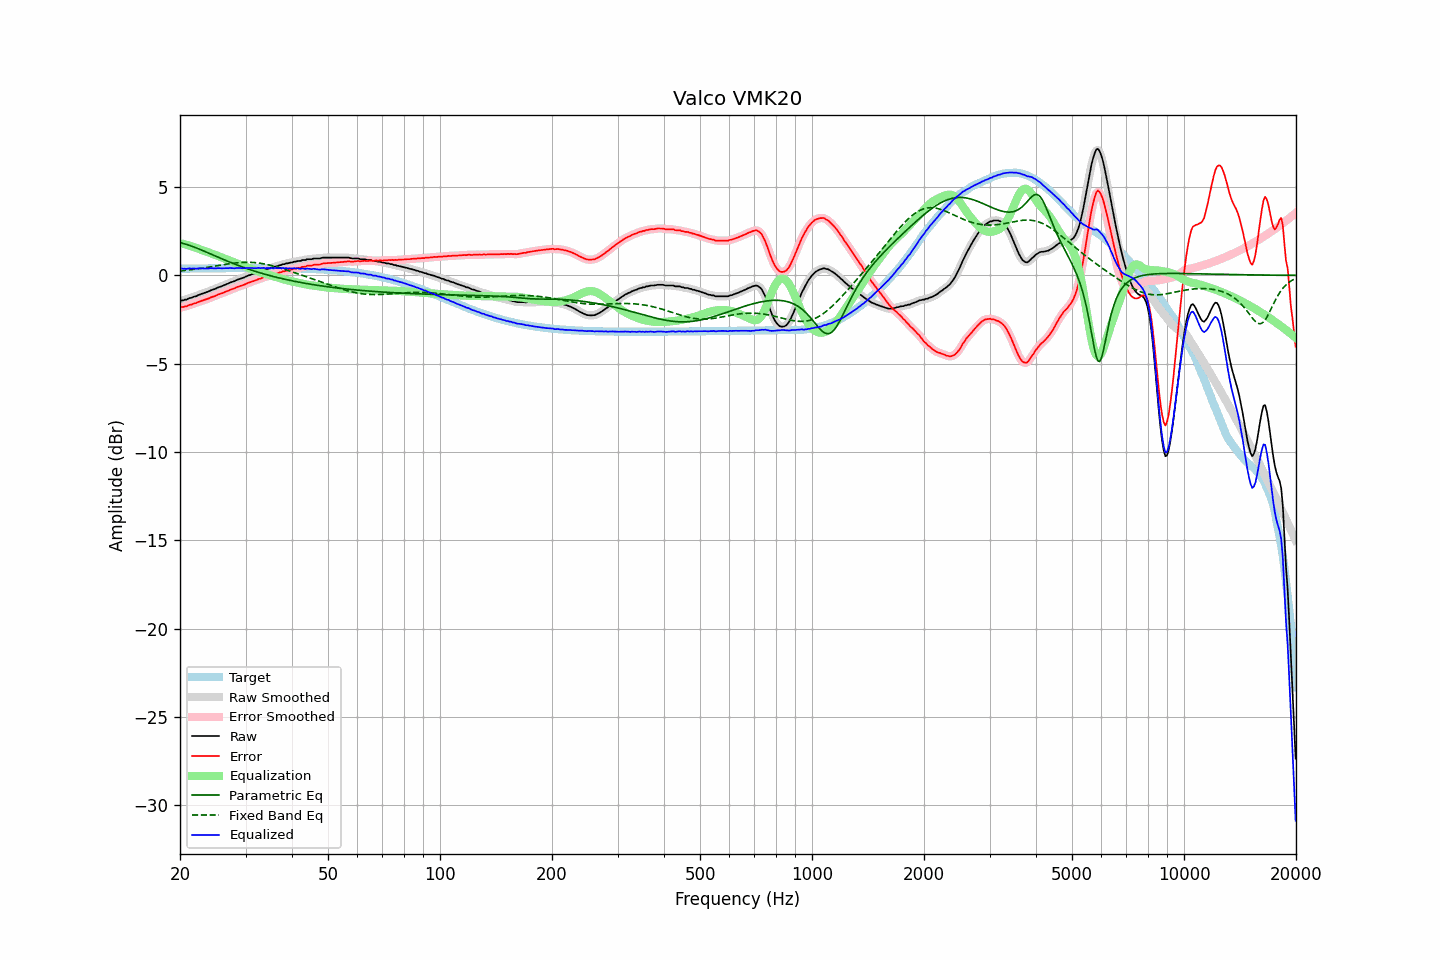 Valco VMK20
Amplitude (dBr)
5
0
−5
−10
−15
−20
−25
−30
Target
Raw Smoothed
Error Smoothed
Raw
Error
Equalization
Parametric Eq
Fixed Band Eq
Equalized
20 50 100 200 500 1000 2000 5000 10000 20000
Frequency (Hz)